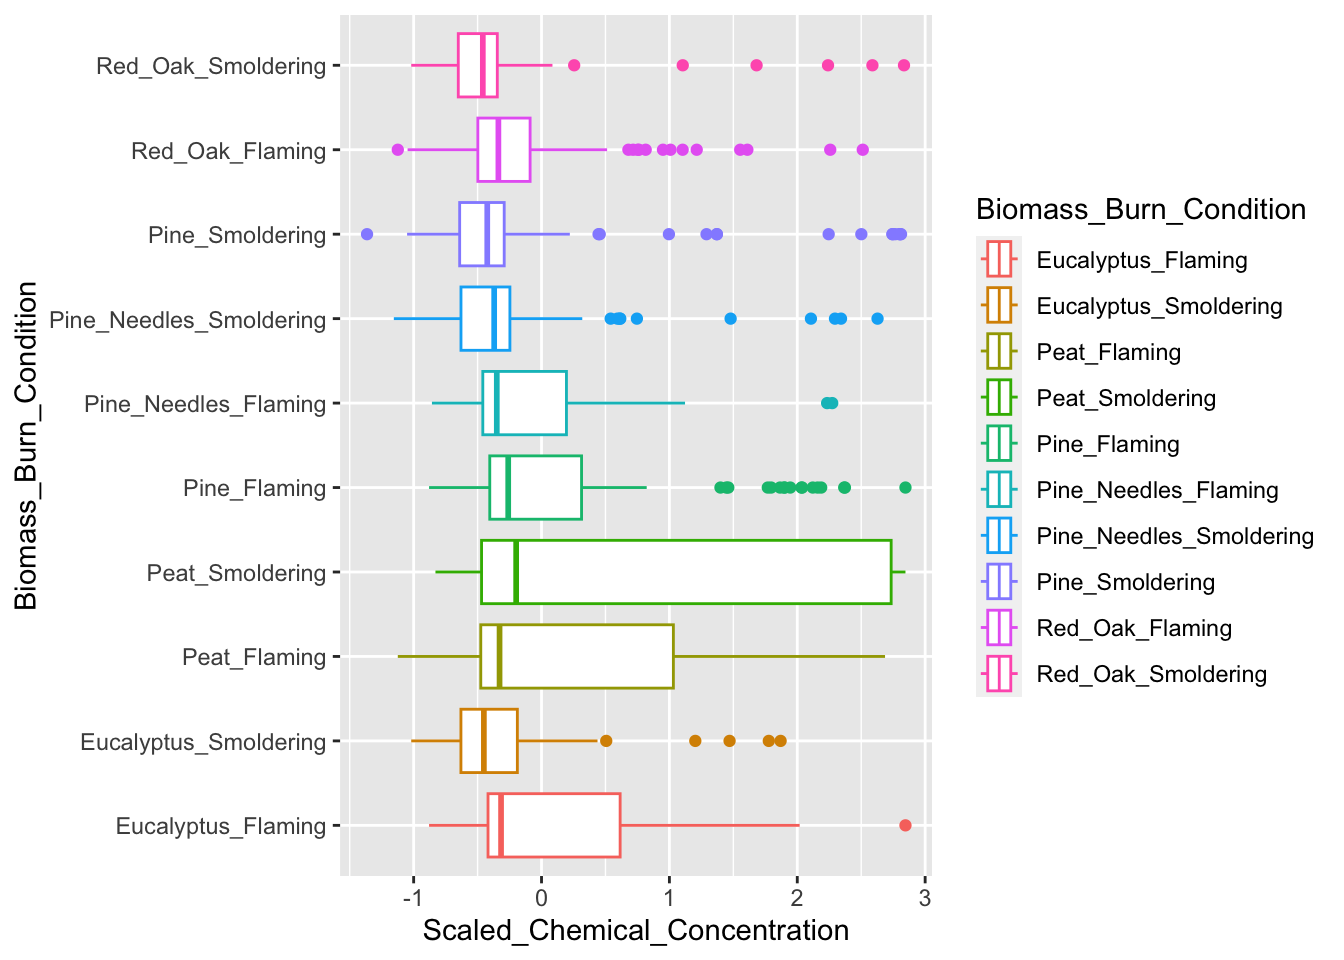 Biomass_Burn_Condition
Red_Oak_Smoldering
Red_Oak_Flaming
Pine_Smoldering
Pine_Needles_Smoldering
Pine_Needles_Flaming
Pine_Flaming
Peat_Smoldering
Peat_Flaming
Eucalyptus_Smoldering
Eucalyptus_Flaming
-1 0 1 2 3
Scaled_Chemical_Concentration
Biomass_Burn_Condition
Eucalyptus_Flaming
Eucalyptus_Smoldering
Peat_Flaming
Peat_Smoldering
Pine_Flaming
Pine_Needles_Flaming
Pine_Needles_Smoldering
Pine_Smoldering
Red_Oak_Flaming
Red_Oak_Smoldering